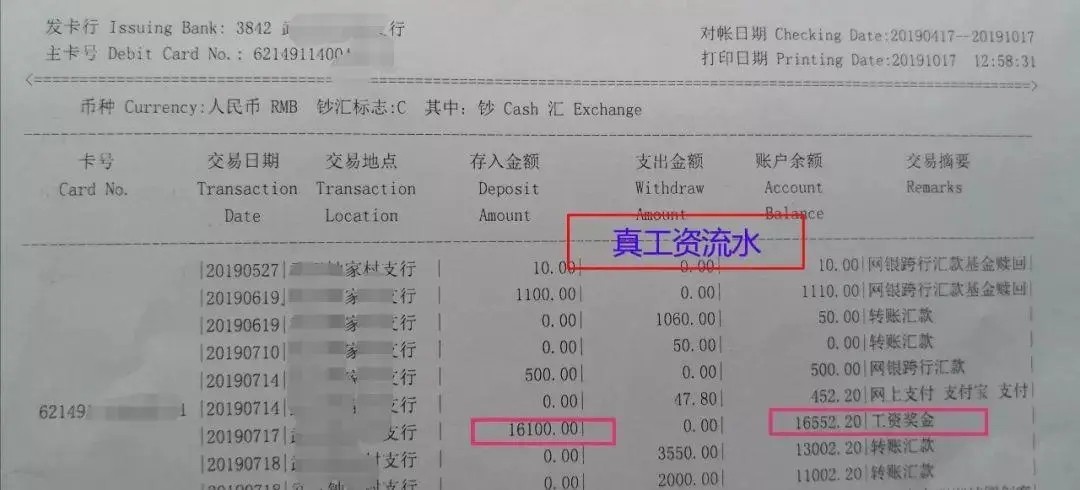 发卡行 Issuing Bank: 3842 支行
对帐日期 Checking Date:20190417--20191017
主卡号 Debit Card No.: 6214911400
打印日期 Printing Date:20191017 12:58:31
币种 Currency:人民币 RMB 钞汇标志:C 其中: 钞 Cash 汇 Exchange
卡号 交易日期 交易地点 存入金额 支出金额 账户余额 交易摘要
Card No. Transaction Transaction Deposit Withdraw Account Remarks
Date Location Amount Amount Balance
真工资流水
|20190527| 家村支行 | 10.00| 0.00| 10.00|网银跨行汇款基金赎回
|20190619| 家 支行 | 1100.00| 0.00| 1110.00|网银跨行汇款基金赎回
|20190619| 家 支行 | 0.00| 1060.00| 50.00|转账汇款
|20190710| 家 支行 | 0.00| 50.00| 0.00|转账汇款
|20190714| 家 支行 | 500.00| 0.00| 500.00|网银跨行汇款
62149 1 |20190714| 支行 | 0.00| 47.80| 452.20|网上支付 支付宝 支付
|20190717| 支行 | 16100.00| 0.00| 16552.20|工资奖金
|20190718| 村支行 | 0.00| 3550.00| 13002.20|转账汇款
|20190718| 支行 | 0.00| 2000.00| 11002.20|转账汇款